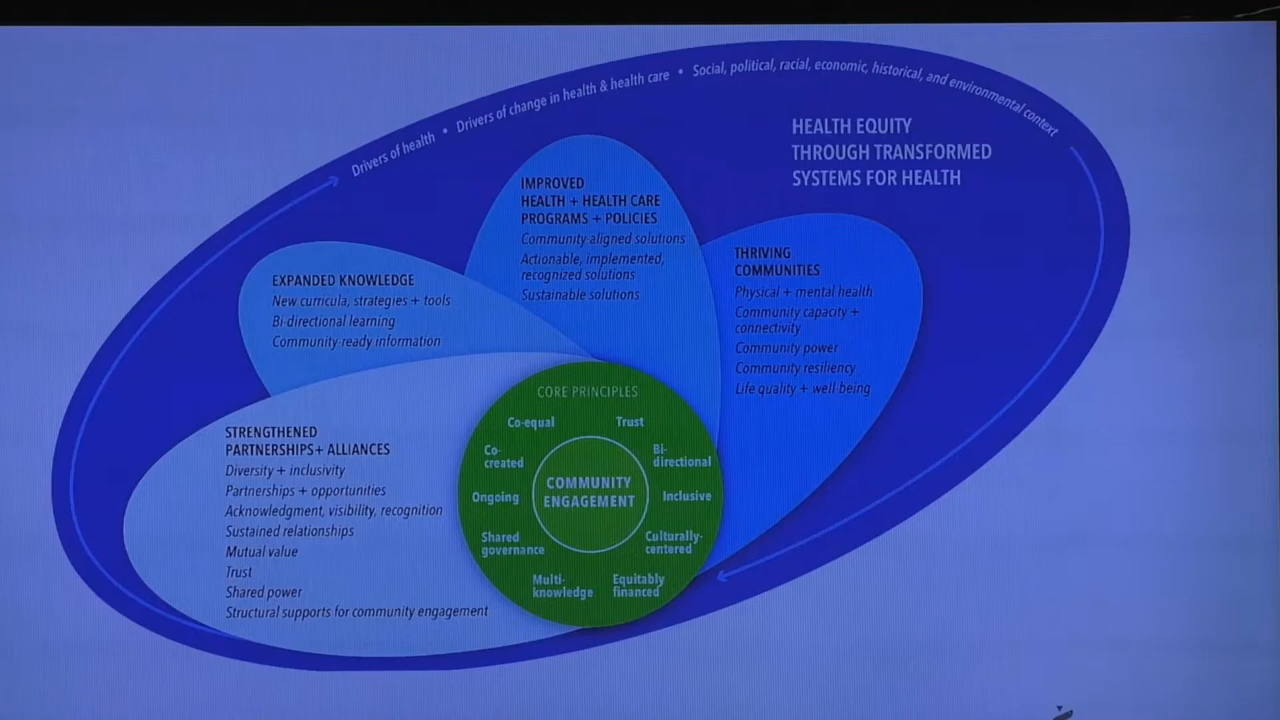 Drivers of health • Drivers of change in health & health care • Social, political, racial, economic, historical, and environmental context
HEALTH EQUITY
THROUGH TRANSFORMED
SYSTEMS FOR HEALTH
IMPROVED
HEALTH + HEALTH CARE
PROGRAMS + POLICIES
Community-aligned solutions
Actionable, implemented,
recognized solutions
Sustainable solutions
THRIVING
COMMUNITIES
Physical + mental health
Community capacity +
connectivity
Community power
Community resiliency
Life quality + well-being
EXPANDED KNOWLEDGE
New curricula, strategies + tools
Bi-directional learning
Community-ready information
STRENGTHENED
PARTNERSHIPS+ ALLIANCES
Diversity + inclusivity
Partnerships + opportunities
Acknowledgment, visibility, recognition
Sustained relationships
Mutual value
Trust
Shared power
Structural supports for community engagement
CORE PRINCIPLES
Co-equal
Trust
Co-
created
Bi-
directional
Ongoing
COMMUNITY
ENGAGEMENT
Inclusive
Shared
governance
Culturally-
centered
Multi-
knowledge
Equitably
financed